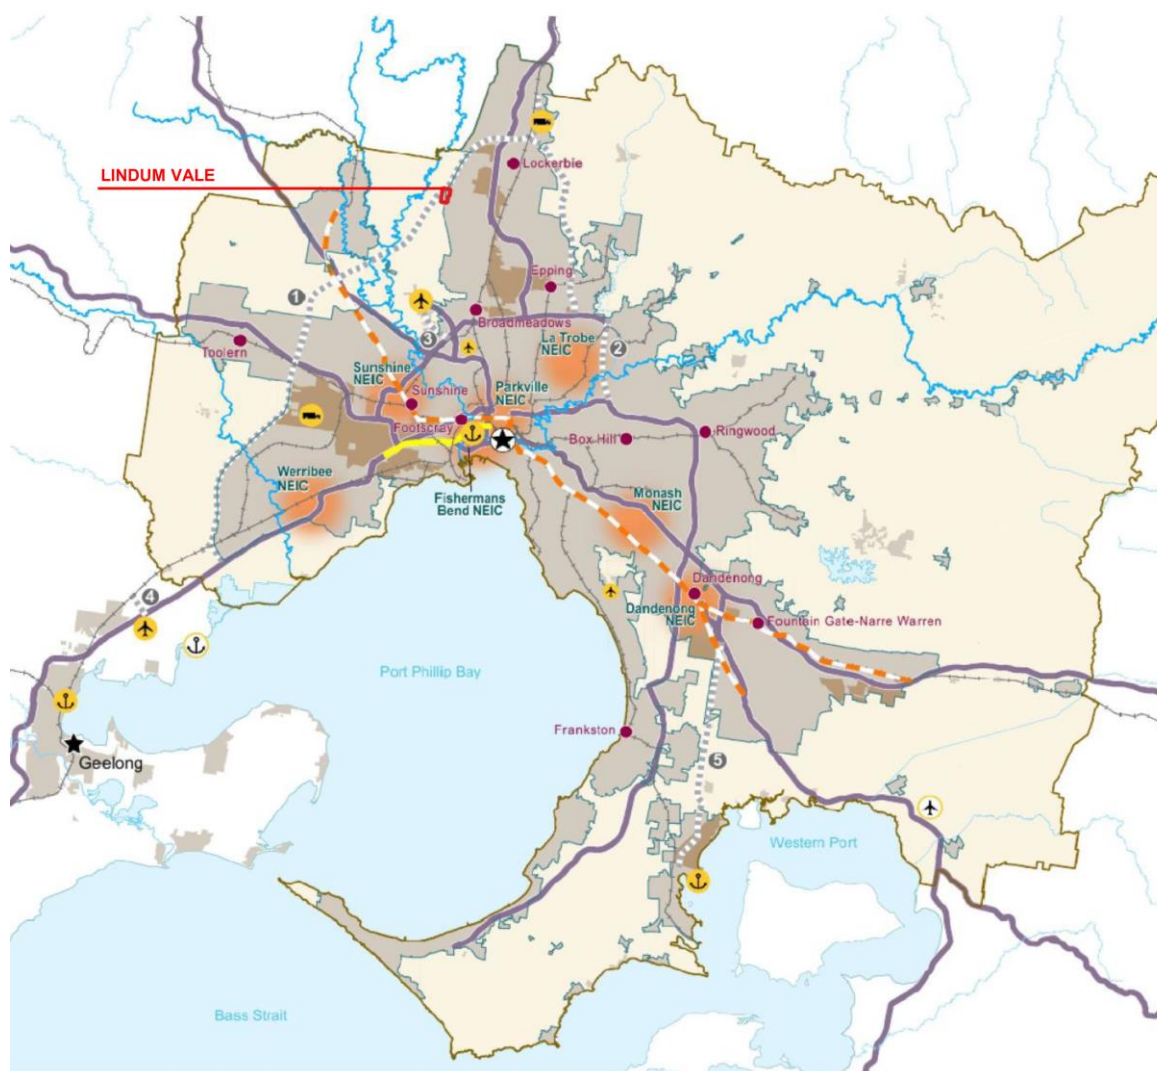 Lockerbie
LINDUM VALE
Epping
1
Broadmeadows
3
La Trobe
NEIC
2
Toolern
Sunshine
NEIC
Sunshine
Parkville
NEIC
Footscray
Box Hill
Ringwood
Werribee
NEIC
Fishermans
Bend NEIC
Monash
NEIC
Dandenong
Dandenong
NEIC
Fountain Gate-Narre Warren
4
Port Phillip Bay
Frankston
Geelong
5
Western Port
Bass Strait